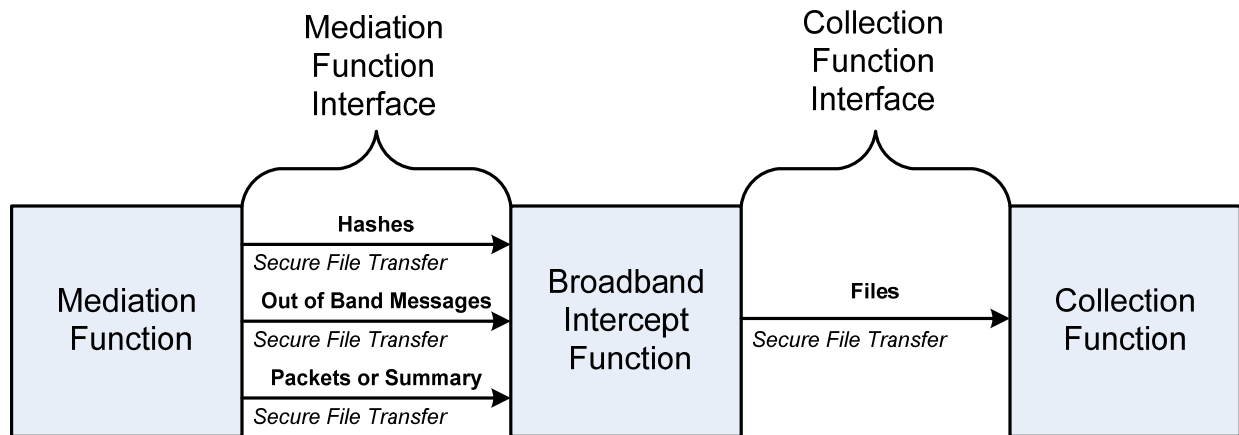 Mediation
Function
Interface
Collection
Function
Interface
Mediation
Function
Hashes
Secure File Transfer
Out of Band Messages
Secure File Transfer
Packets or Summary
Secure File Transfer
Broadband
Intercept
Function
Files
Secure File Transfer
Collection
Function